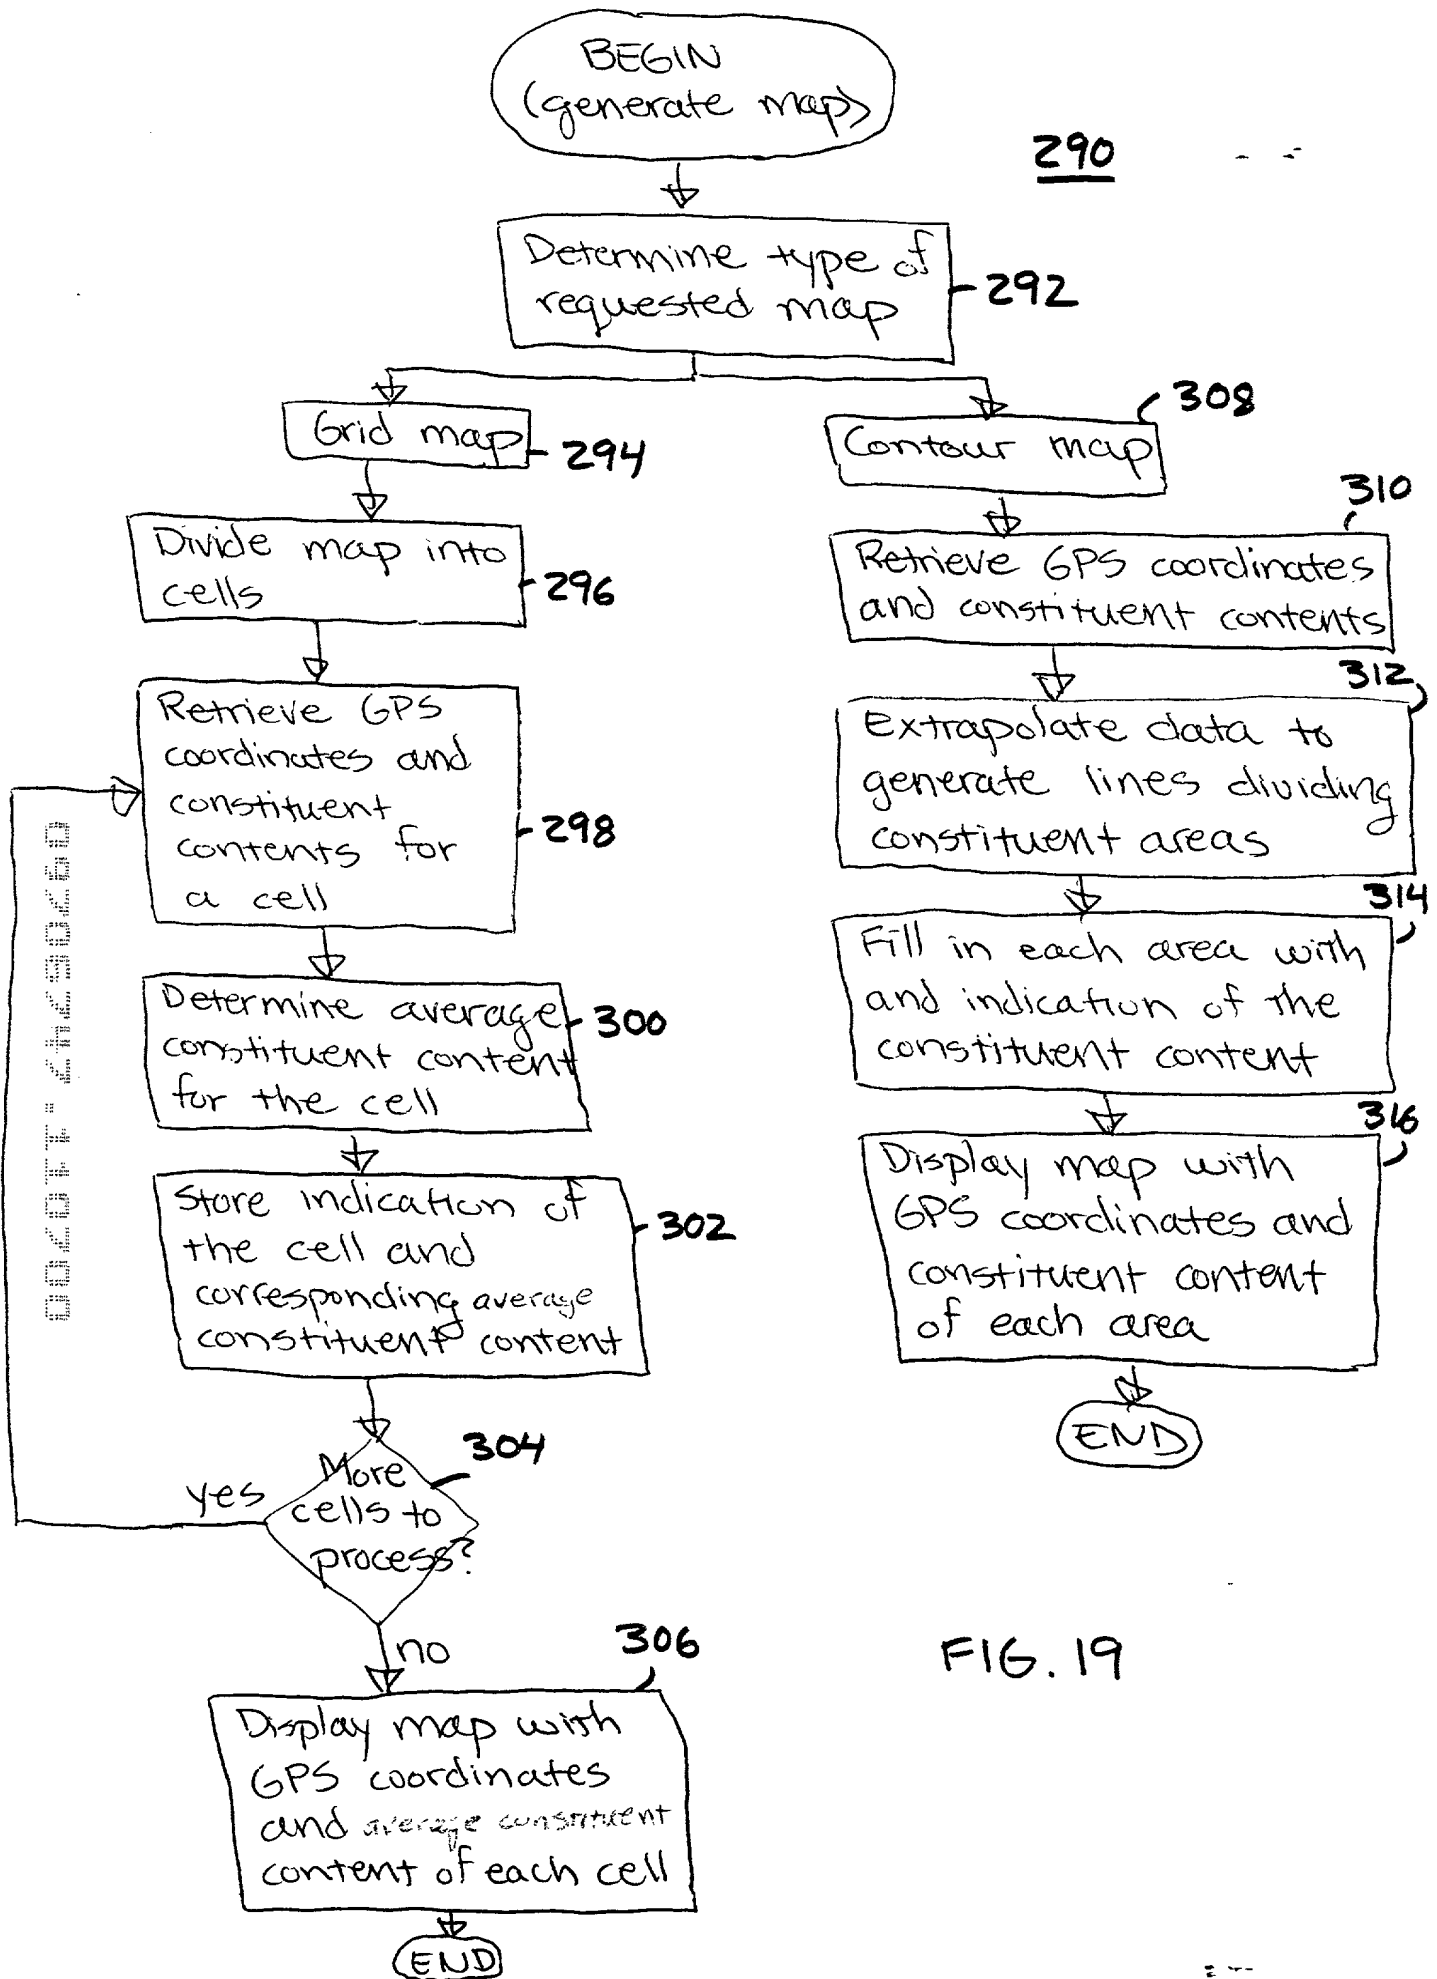 BEGIN
(generate map)
290
Determine type of
requested map
292
Grid map
294
Divide map into
cells
296
Retrieve GPS
coordinates and
constituent
contents for
a cell
298
Determine average
constituent content
for the cell
300
Store indication of
the cell and
corresponding average
constituent content
302
More
cells to
process?
304
yes
no
Display map with
GPS coordinates
and average constituent
content of each cell
306
END
Contour map
308
Retrieve GPS coordinates
and constituent contents
310
Extrapolate data to
generate lines dividing
constituent areas
312
Fill in each area with
and indication of the
constituent content
314
Display map with
GPS coordinates and
constituent content
of each area
316
END
FIG. 19